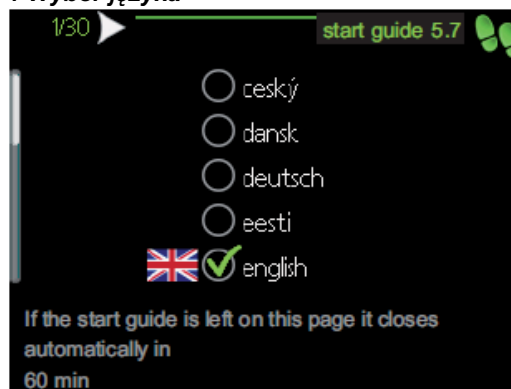 Wybór języka
1/30 start guide 5.7
ceský
dansk
deutsch
eesti
english
If the start guide is left on this page it closes
automatically in
60 min